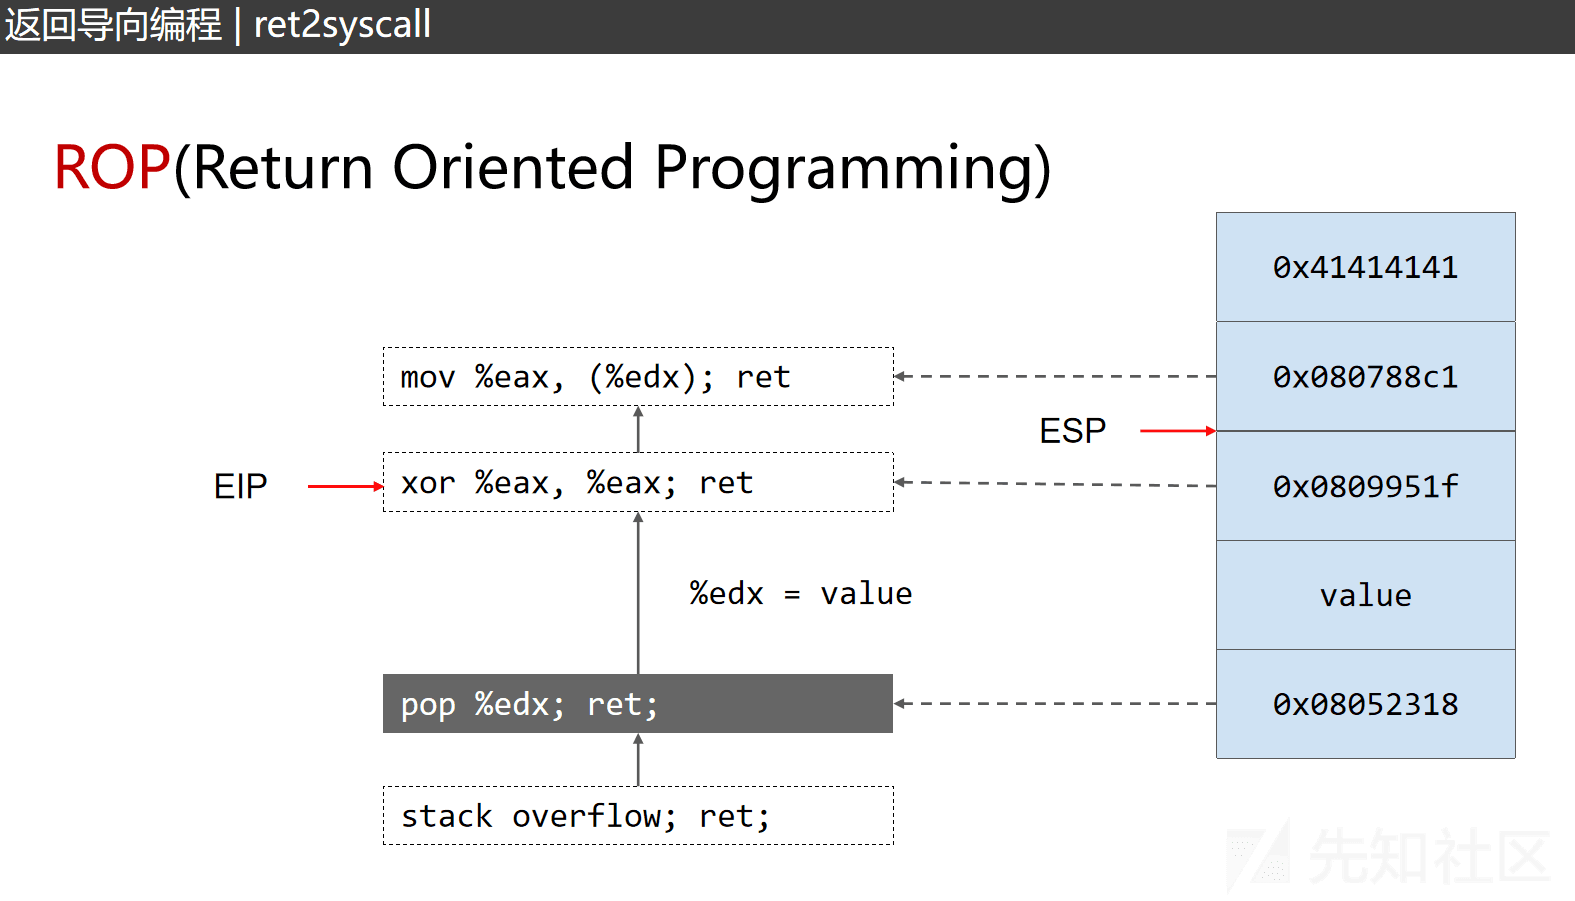 返回导向编程 | ret2syscall
ROP(Return Oriented Programming)
0x41414141
mov %eax, (%edx); ret
0x080788c1
ESP
EIP
xor %eax, %eax; ret
0x0809951f
%edx = value
value
pop %edx; ret;
0x08052318
stack overflow; ret;
先知社区